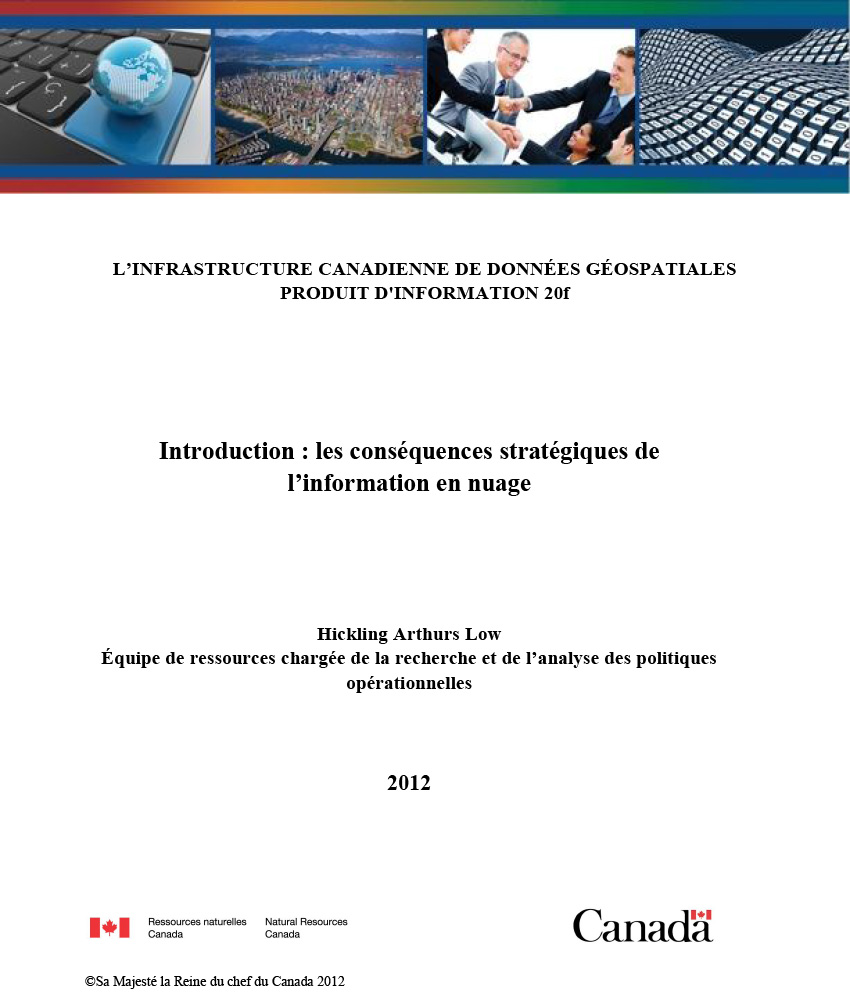 L'INFRASTRUCTURE CANADIENNE DE DONNÉES GÉOSPATIALES
PRODUIT D'INFORMATION 20f
Introduction : les conséquences stratégiques de
l'information en nuage
Hickling Arthurs Low
Équipe de ressources chargée de la recherche et de l'analyse des politiques
opérationnelles
2012
Ressources naturelles
Canada
Natural Resources
Canada
Canada
©Sa Majesté la Reine du chef du Canada 2012